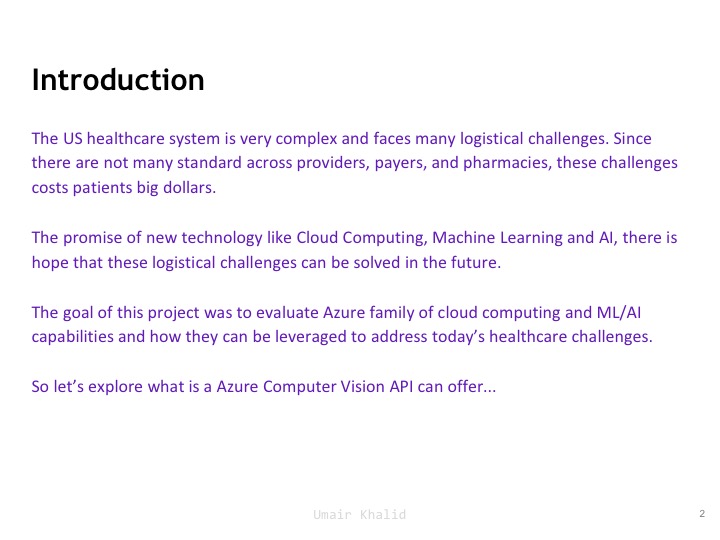 Introduction
The US healthcare system is very complex and faces many logistical challenges. Since
there are not many standard across providers, payers, and pharmacies, these challenges
costs patients big dollars.
The promise of new technology like Cloud Computing, Machine Learning and AI, there is
hope that these logistical challenges can be solved in the future.
The goal of this project was to evaluate Azure family of cloud computing and ML/AI
capabilities and how they can be leveraged to address today’s healthcare challenges.
So let’s explore what is a Azure Computer Vision API can offer...
Umair Khalid
2